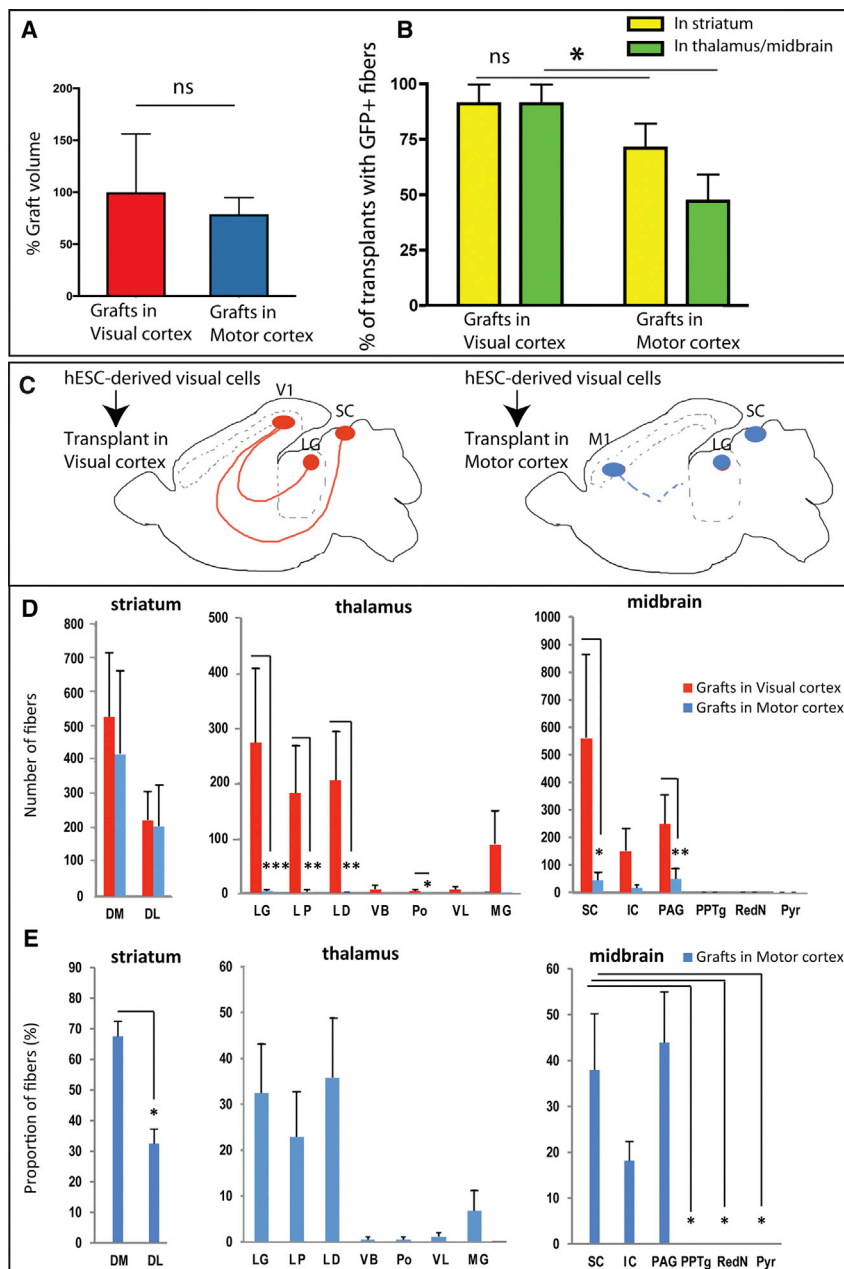 A
ns
% Graft volume
200
150
100
50
0
Grafts in
Visual cortex
Grafts in
Motor cortex
B
In striatum
In thalamus/midbrain
ns
*
% of transplants with GFP+ fibers
100
75
50
25
0
Grafts in
Visual cortex
Grafts in
Motor cortex
C
hESC-derived visual cells
Transplant in
Visual cortex
V1
SC
LG
hESC-derived visual cells
Transplant in
Motor cortex
M1
SC
LG
D
striatum
Number of fibers
800
700
600
500
400
300
200
100
0
DM DL
thalamus
500
400
300
200
100
0
*** ** ** *
LG LP LD VB Po VL MG
midbrain
1000
900
800
700
600
500
400
300
200
100
0
Grafts in Visual cortex
Grafts in Motor cortex
* **
SC IC PAG PPTg RedN Pyr
E
striatum
Proportion of fibers (%)
90
80
70
60
50
40
30
20
10
0
*
DM DL
thalamus
60
50
40
30
20
10
0
LG LP LD VB Po VL MG
midbrain
Grafts in Motor cortex
60
50
40
30
20
10
0
* * *
SC IC PAG PPTg RedN Pyr